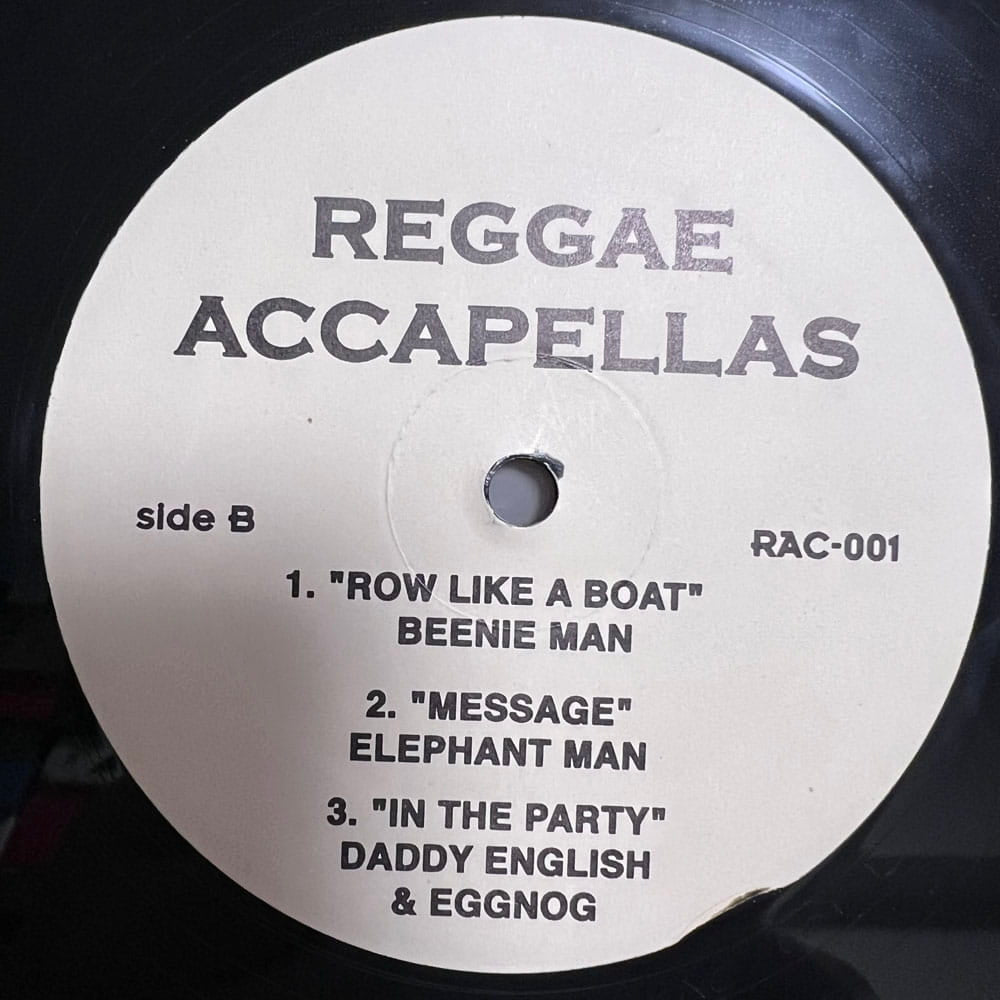 REGGAE
ACCAPELLAS
side B
RAC-001
1. "ROW LIKE A BOAT"
BEENIE MAN
2. "MESSAGE"
ELEPHANT MAN
3. "IN THE PARTY"
DADDY ENGLISH
& EGGNOG